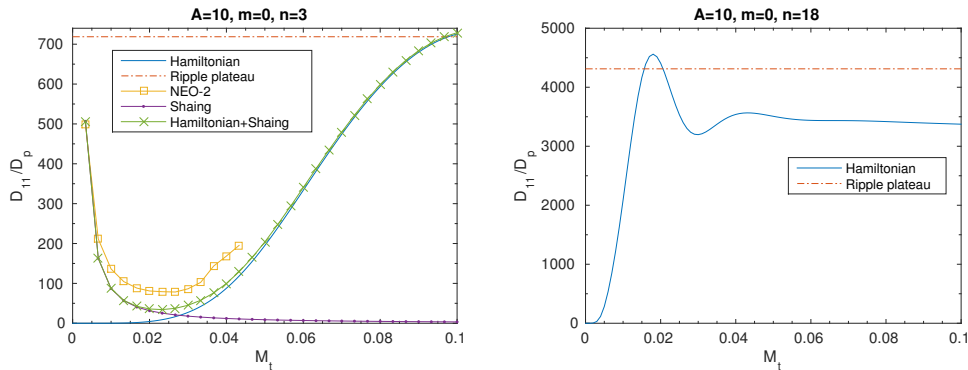 A=10, m=0, n=3
D11/Dp
700
600
500
400
300
200
100
0
Hamiltonian
Ripple plateau
NEO-2
Shaing
Hamiltonian+Shaing
0 0.02 0.04 0.06 0.08 0.1
Mt
A=10, m=0, n=18
D11/Dp
5000
4000
3000
2000
1000
0
Hamiltonian
Ripple plateau
0 0.02 0.04 0.06 0.08 0.1
Mt